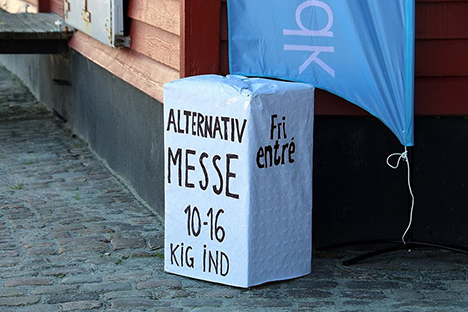 ALTERNATIV
MESSE
10-16
KIG IND
Fri
entré